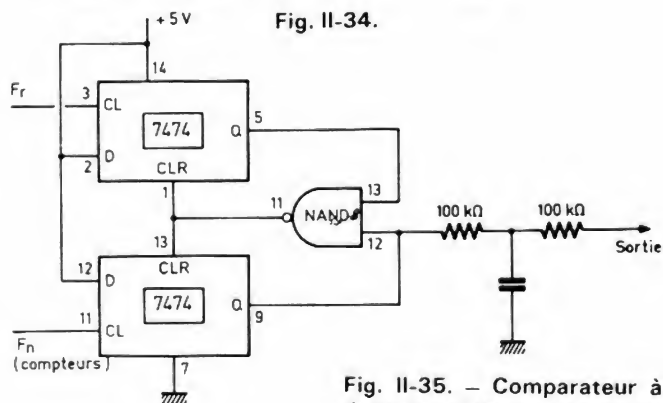 Fig. II-34.
+5V
14
Fr
3
CL
7474
Q
5
D
2
CLR
1
11
NAND
13
12
100 kΩ
100 kΩ
Sortie
13
CLR
12
D
7474
Q
9
11
CL
Fn
(compteurs)
7
Fig. II-35. — Comparateur à